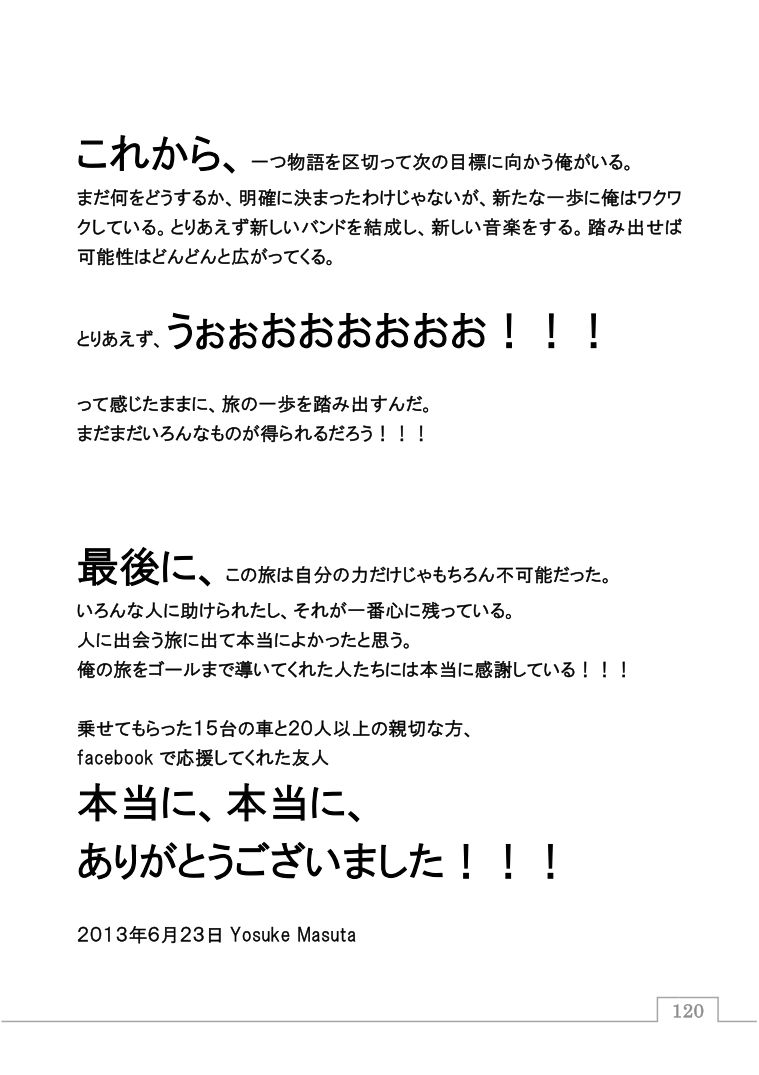 これから、一つ物語を区切って次の目標に向かう俺がいる。
まだ何をどうするか、明確に決まったわけじゃないが、新たな一歩に俺はワクワ
クしている。とりあえず新しいバンドを結成し、新しい音楽をする。踏み出せば
可能性はどんどんと広がってくる。
とりあえず、うぉぉおおおおおお！！！
って感じたままに、旅の一歩を踏み出すんだ。
まだまだいろんなものが得られるだろう！！！
最後に、この旅は自分の力だけじゃもちろん不可能だった。
いろんな人に助けられたし、それが一番心に残っている。
人に出会う旅に出て本当によかったと思う。
俺の旅をゴールまで導いてくれた人たちには本当に感謝している！！！
乗せてもらった１５台の車と２０人以上の親切な方、
facebook で応援してくれた友人
本当に、本当に、
ありがとうございました！！！
２０１３年６月２３日 Yosuke Masuta
120